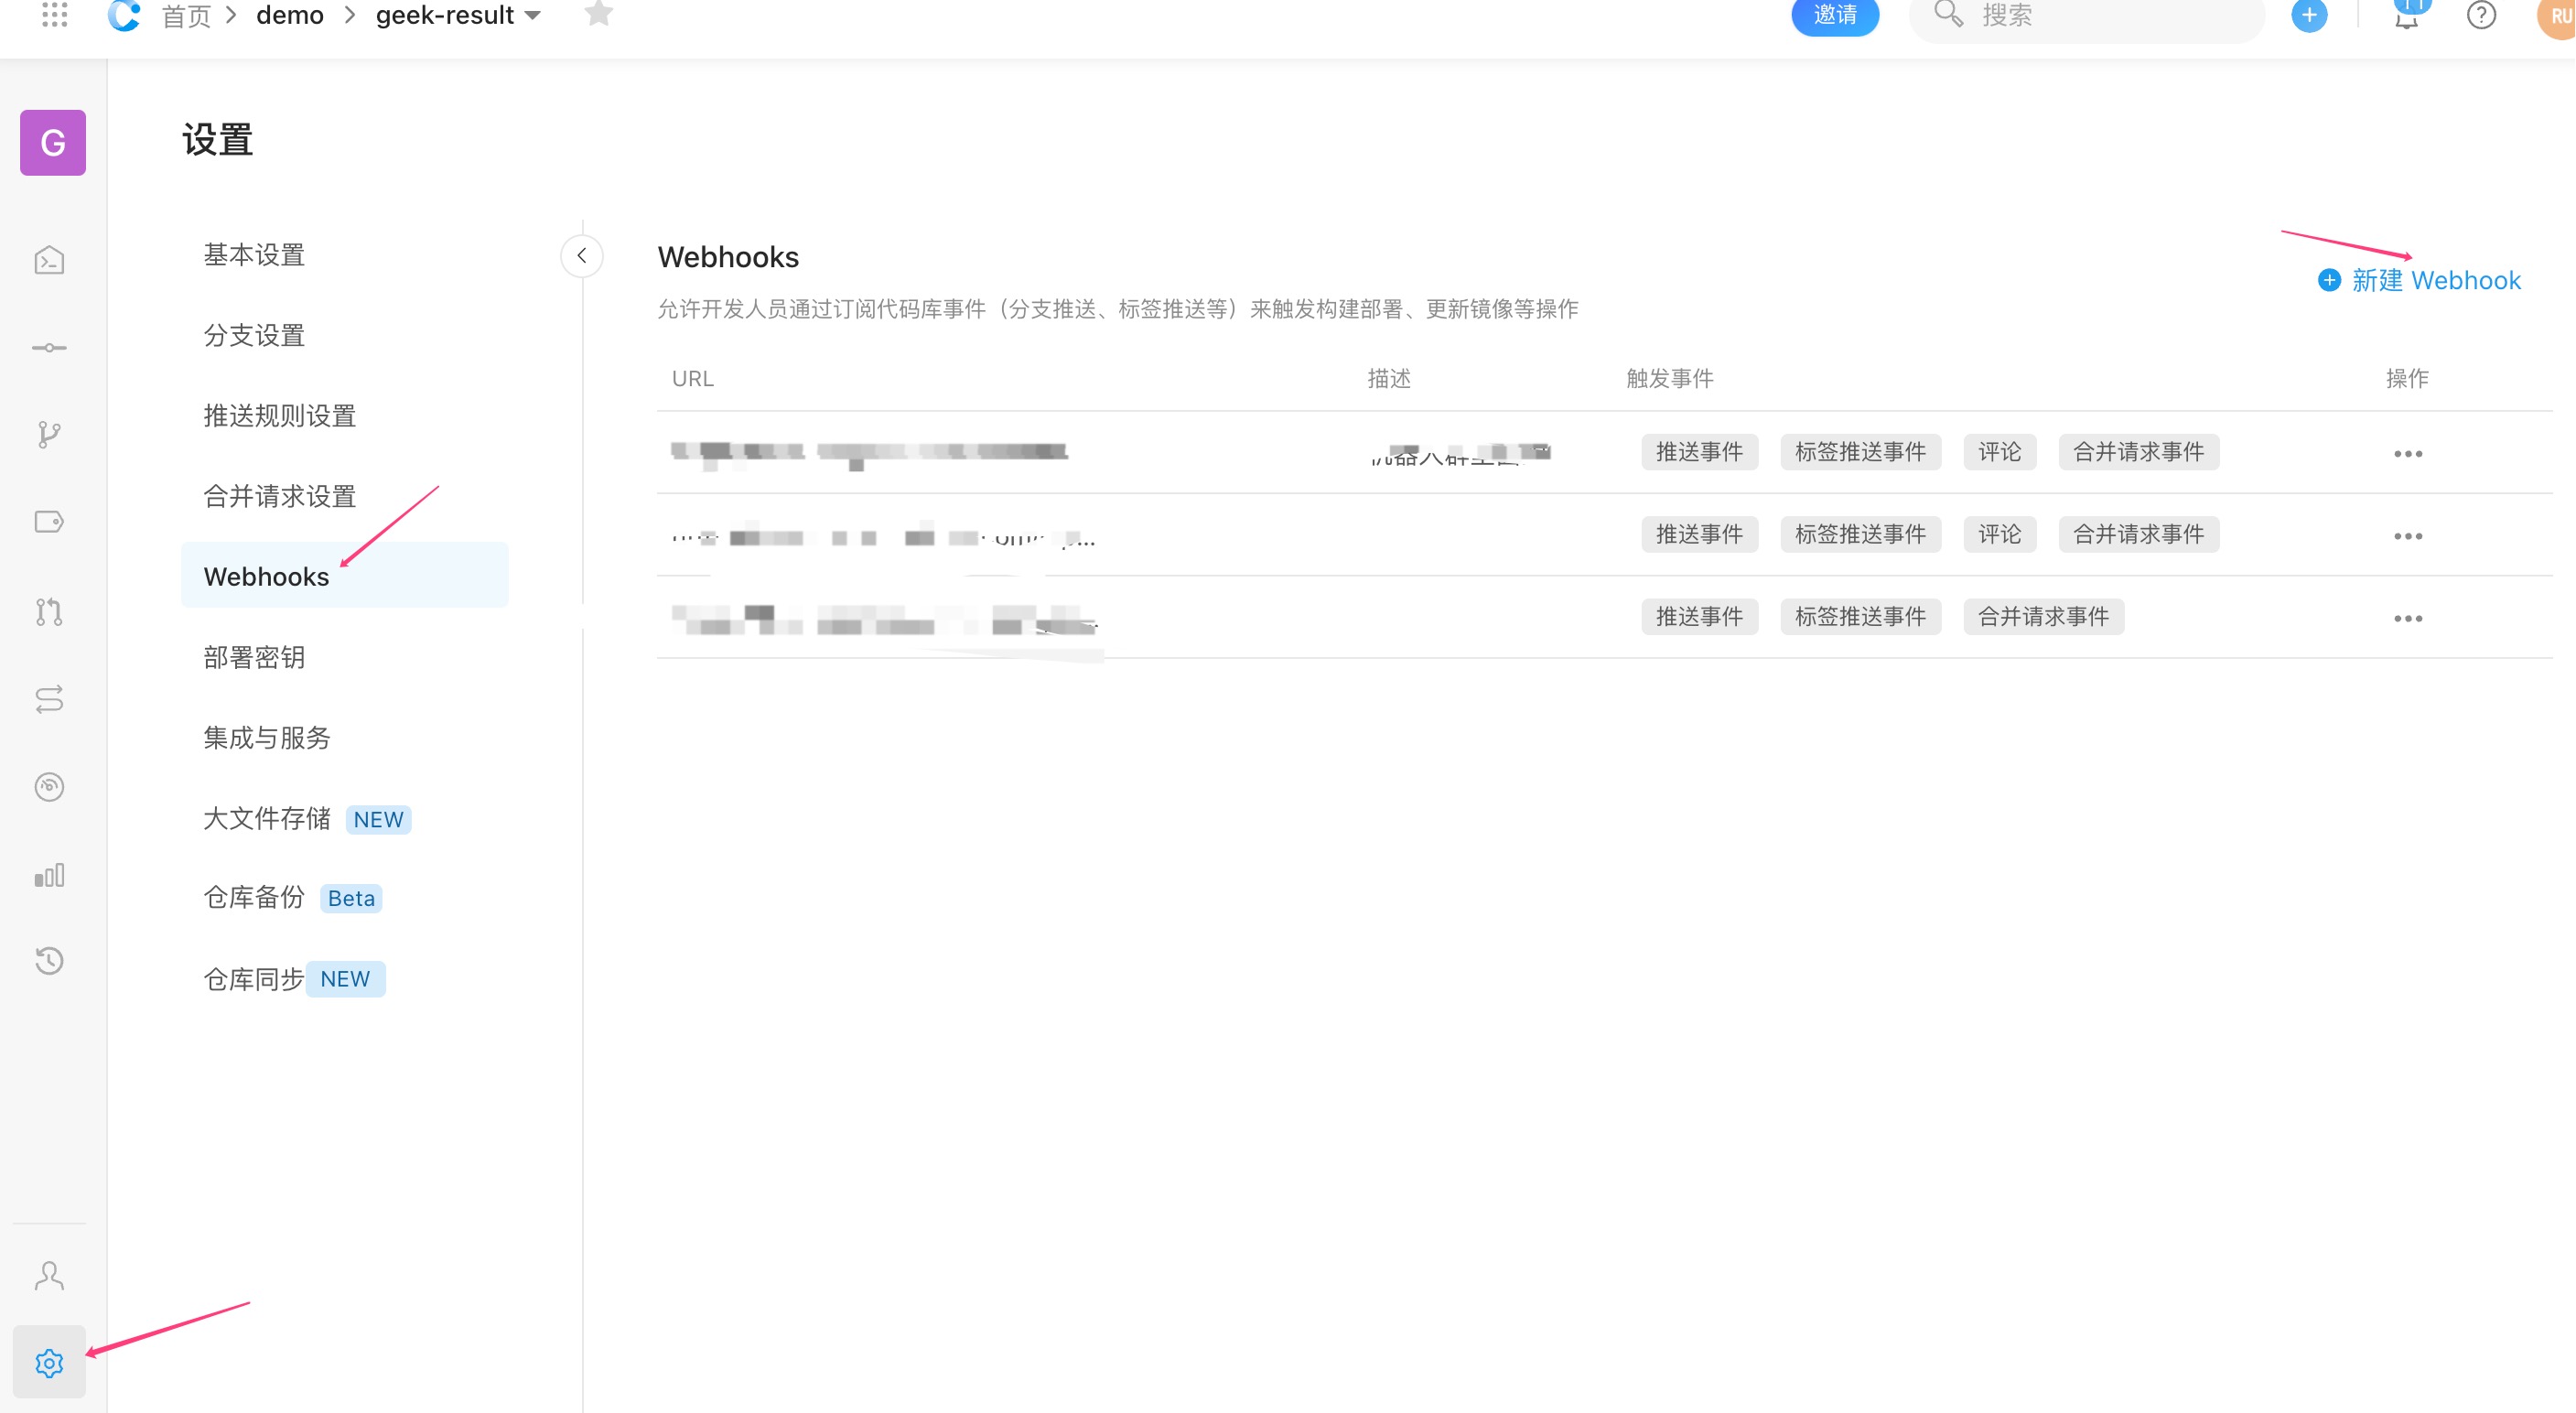 首页 > demo > geek-result
邀请
搜索
RU
G
设置
基本设置
分支设置
推送规则设置
合并请求设置
Webhooks
部署密钥
集成与服务
大文件存储 NEW
仓库备份 Beta
仓库同步 NEW
Webhooks
新建 Webhook
允许开发人员通过订阅代码库事件（分支推送、标签推送等）来触发构建部署、更新镜像等操作
URL 描述 触发事件 操作
推送事件 标签推送事件 评论 合并请求事件 •••
推送事件 标签推送事件 评论 合并请求事件 •••
推送事件 标签推送事件 合并请求事件 •••